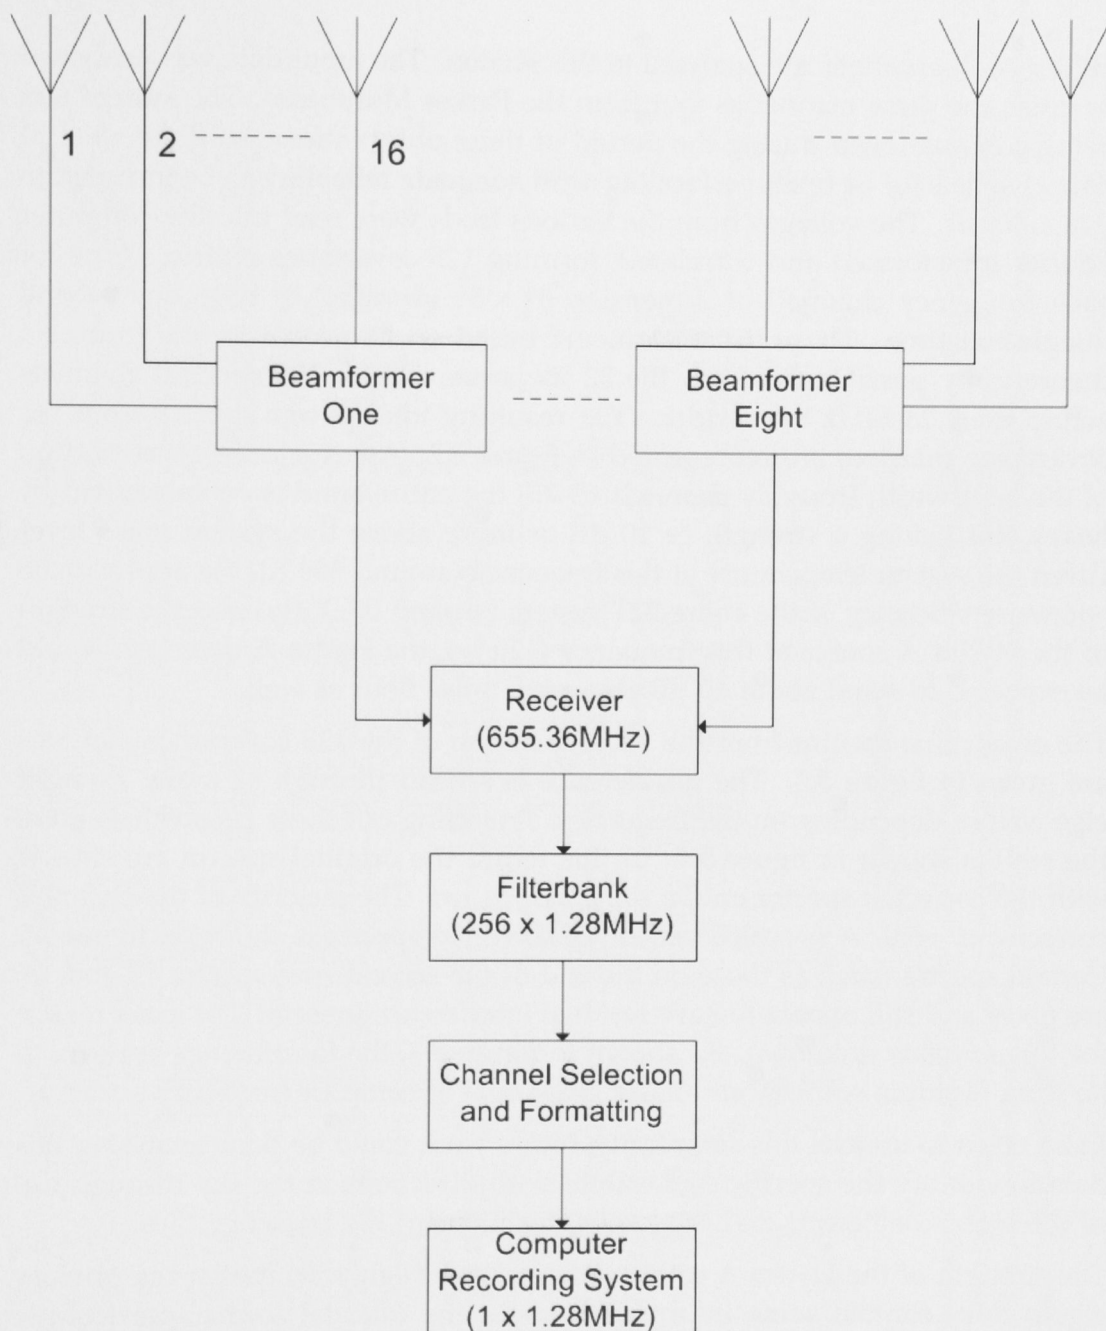 1
2
16
Beamformer
One
Beamformer
Eight
Receiver
(655.36MHz)
Filterbank
(256 x 1.28MHz)
Channel Selection
and Formatting
Computer
Recording System
(1 x 1.28MHz)